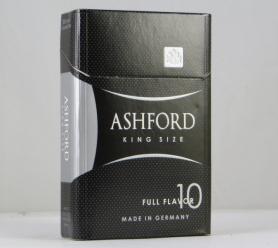 ASHFORD
KING SIZE
FULL FLAVOR 10
MADE IN GERMANY
ASHFORD